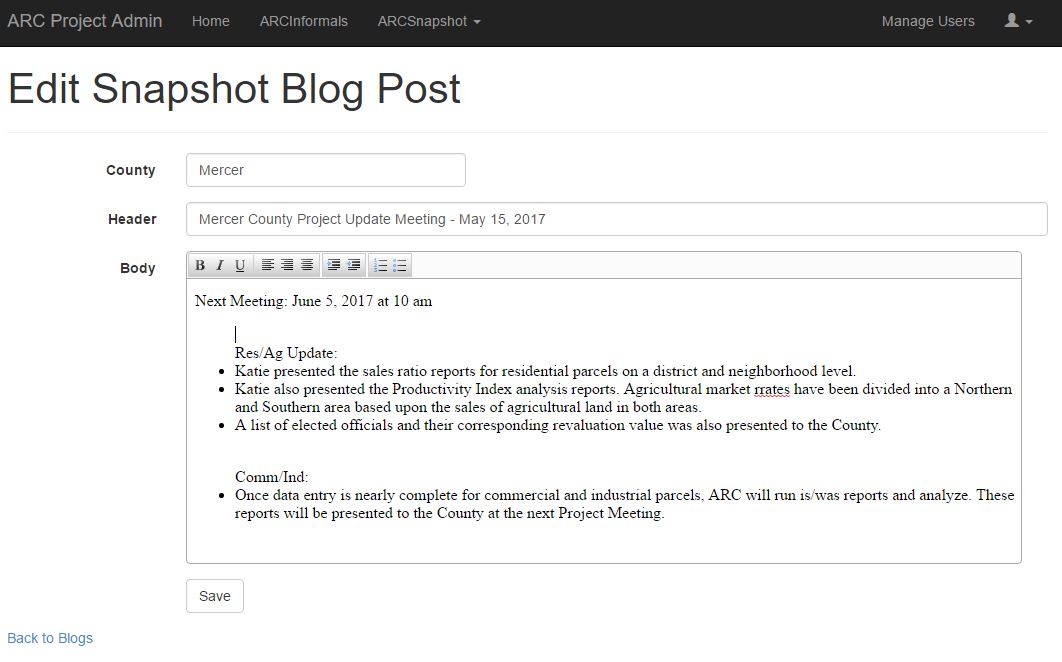 ARC Project Admin Home ARCInformals ARCSnapshot Manage Users
Edit Snapshot Blog Post
County Mercer
Header Mercer County Project Update Meeting - May 15, 2017
Body B I U
Next Meeting: June 5, 2017 at 10 am
Res/Ag Update:
• Katie presented the sales ratio reports for residential parcels on a district and neighborhood level.
• Katie also presented the Productivity Index analysis reports. Agricultural market rrates have been divided into a Northern
and Southern area based upon the sales of agricultural land in both areas.
• A list of elected officials and their corresponding revaluation value was also presented to the County.
Comm/Ind:
• Once data entry is nearly complete for commercial and industrial parcels, ARC will run is/was reports and analyze. These
reports will be presented to the County at the next Project Meeting.
Save
Back to Blogs